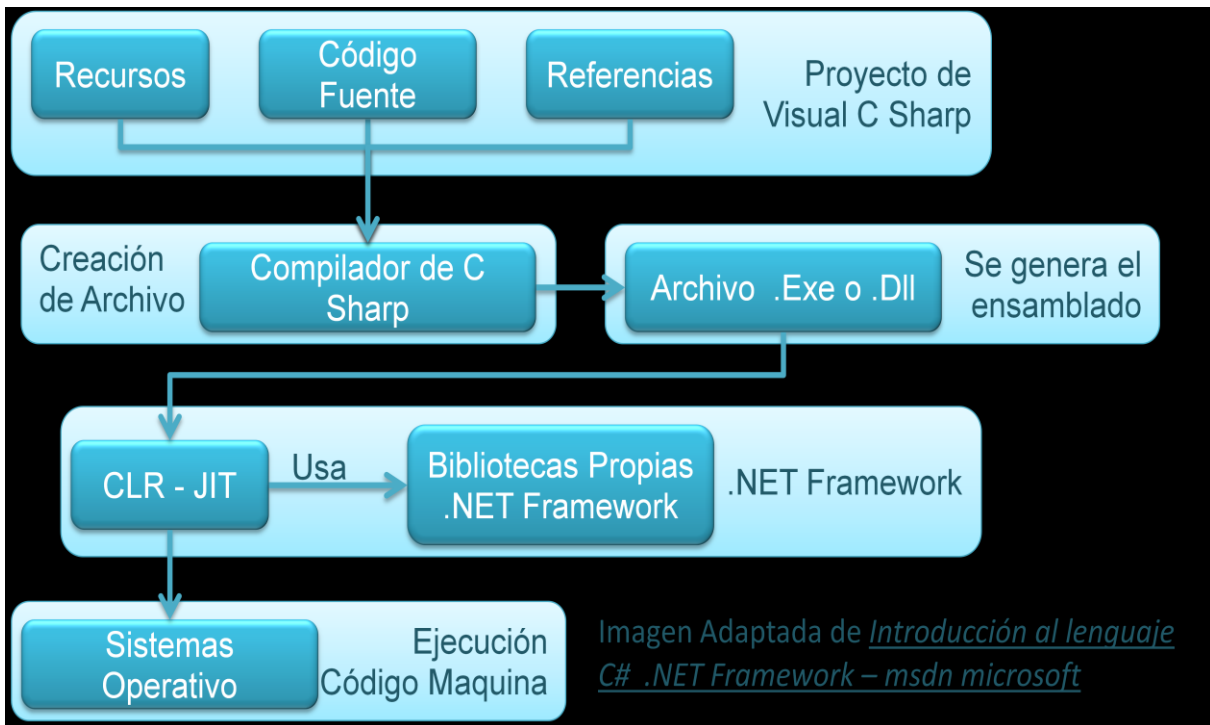 Recursos
Código
Fuente
Referencias
Proyecto de
Visual C Sharp
Creación
de Archivo
Compilador de C
Sharp
Archivo .Exe o .Dll
Se genera el
ensamblado
CLR - JIT
Usa
Bibliotecas Propias
.NET Framework
.NET Framework
Sistemas
Operativo
Ejecución
Código Maquina
Imagen Adaptada de Introducción al lenguaje
C# .NET Framework – msdn microsoft